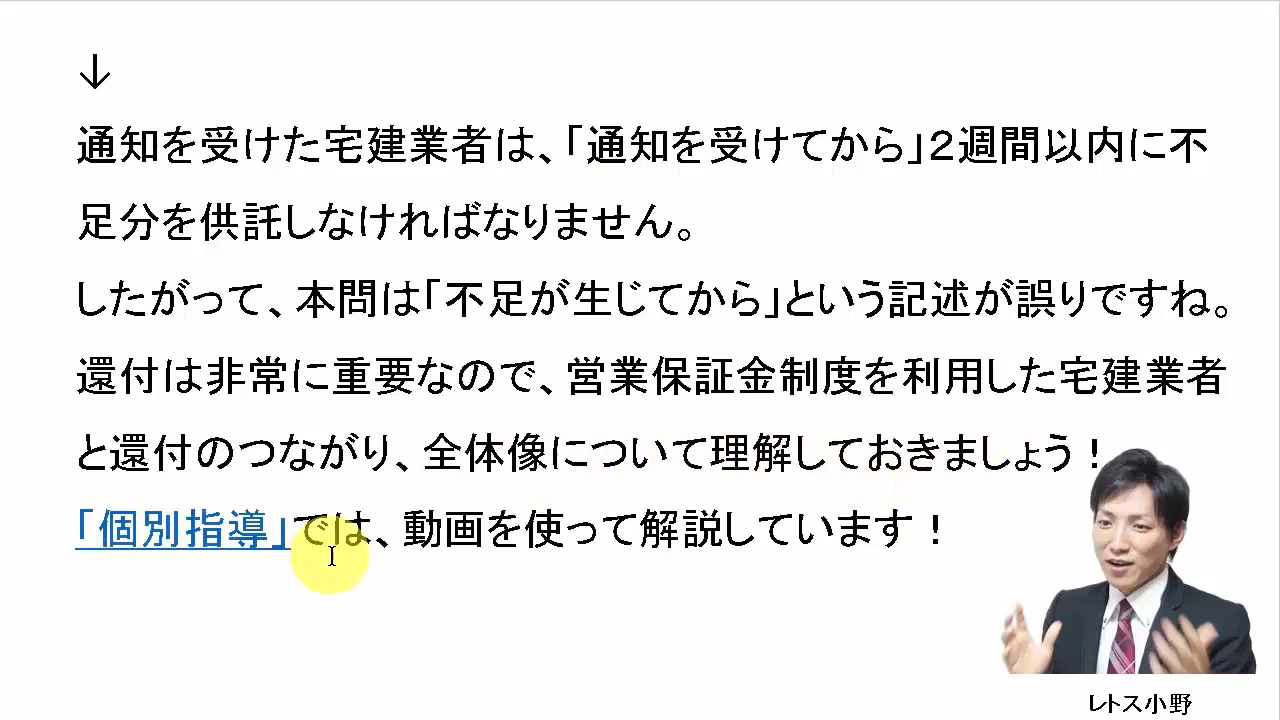 ↓
通知を受けた宅建業者は、「通知を受けてから」２週間以内に不
足分を供託しなければなりません。
したがって、本問は「不足が生じてから」という記述が誤りですね。
還付は非常に重要なので、営業保証金制度を利用した宅建業者
と還付のつながり、全体像について理解しておきましょう！
「個別指導」では、動画を使って解説しています！
レトス小野